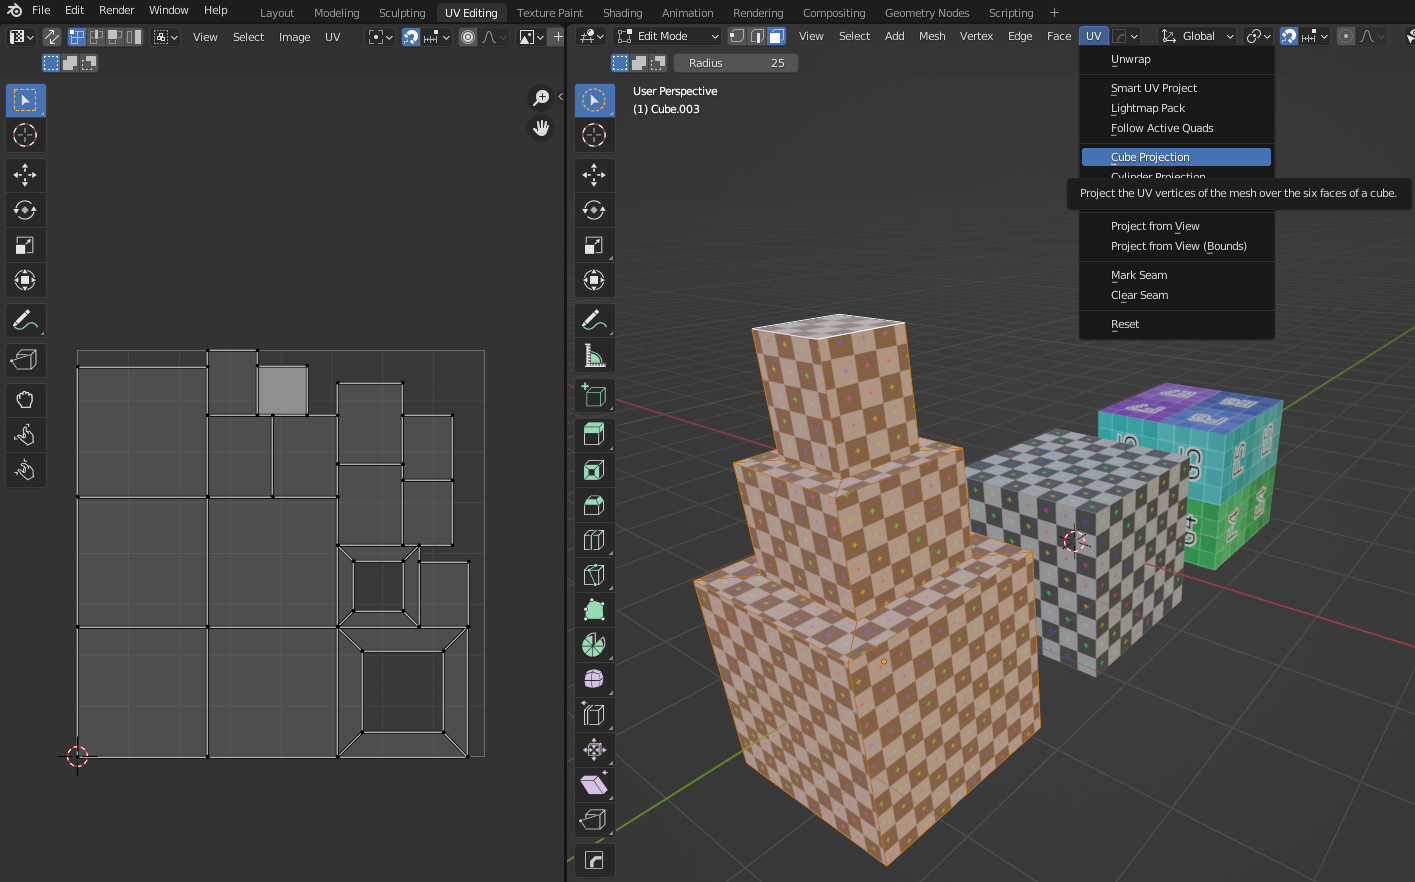 File Edit Render Window Help Layout Modeling Sculpting UV Editing Texture Paint Shading Animation Rendering Compositing Geometry Nodes Scripting +
View Select Image UV
Edit Mode View Select Add Mesh Vertex Edge Face UV Global
Radius 25
User Perspective
(1) Cube.003
Unwrap
Smart UV Project
Lightmap Pack
Follow Active Quads
Cube Projection
Cylinder Projection
Project the UV vertices of the mesh over the six faces of a cube.
Project from View
Project from View (Bounds)
Mark Seam
Clear Seam
Reset